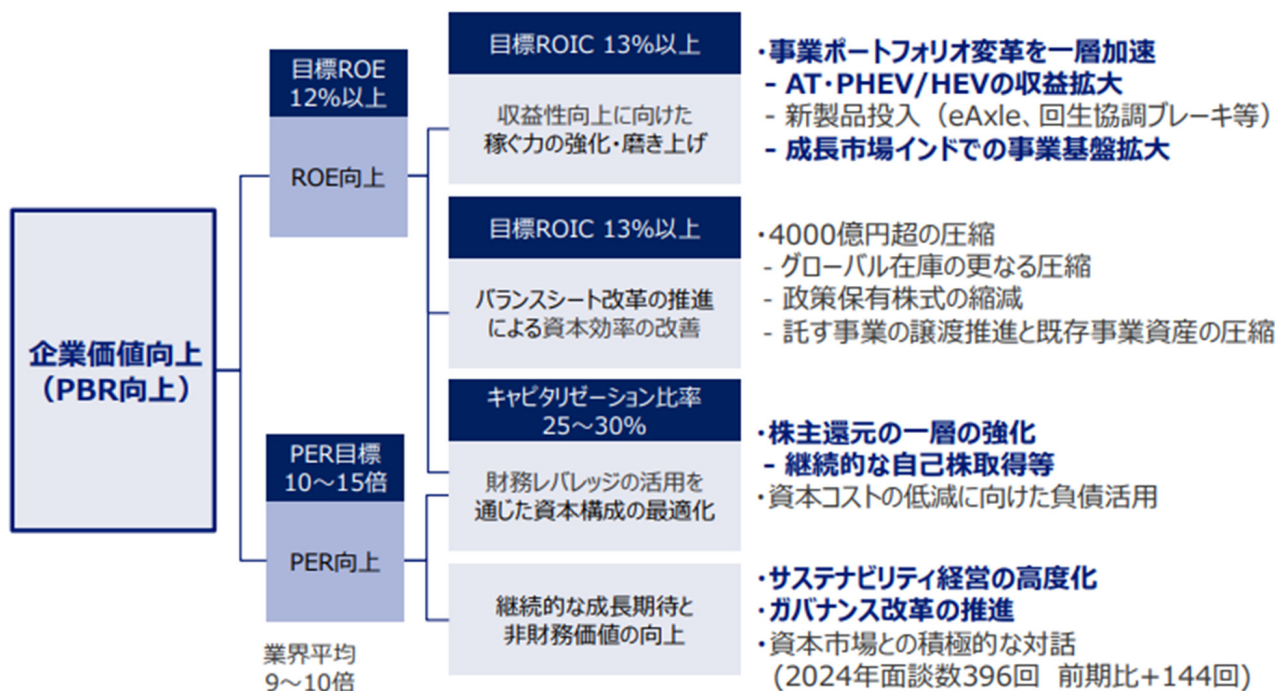 企業価値向上
（PBR向上）
目標ROE
12%以上
ROE向上
PER目標
10～15倍
PER向上
業界平均
9～10倍
目標ROIC 13%以上
収益性向上に向けた
稼ぐ力の強化・磨き上げ
・事業ポートフォリオ変革を一層加速
- AT・PHEV/HEVの収益拡大
- 新製品投入（eAxle、回生協調ブレーキ等）
- 成長市場インドでの事業基盤拡大
目標ROIC 13%以上
バランスシート改革の推進
による資本効率の改善
・4000億円超の圧縮
- グローバル在庫の更なる圧縮
- 政策保有株式の縮減
- 託す事業の譲渡推進と既存事業資産の圧縮
キャピタリゼーション比率
25～30%
財務レバレッジの活用を
通じた資本構成の最適化
・株主還元の一層の強化
- 継続的な自己株取得等
・資本コストの低減に向けた負債活用
継続的な成長期待と
非財務価値の向上
・サステナビリティ経営の高度化
・ガバナンス改革の推進
・資本市場との積極的な対話
(2024年面談数396回 前期比+144回)